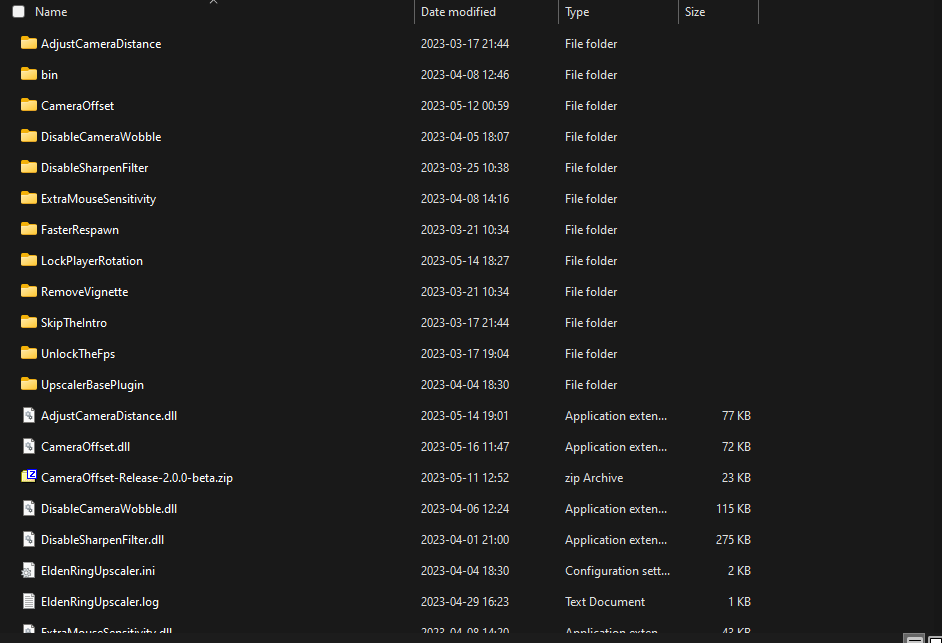 Name Date modified Type Size
AdjustCameraDistance 2023-03-17 21:44 File folder
bin 2023-04-08 12:46 File folder
CameraOffset 2023-05-12 00:59 File folder
DisableCameraWobble 2023-04-05 18:07 File folder
DisableSharpenFilter 2023-03-25 10:38 File folder
ExtraMouseSensitivity 2023-04-08 14:16 File folder
FasterRespawn 2023-03-21 10:34 File folder
LockPlayerRotation 2023-05-14 18:27 File folder
RemoveVignette 2023-03-21 10:34 File folder
SkipTheIntro 2023-03-17 21:44 File folder
UnlockTheFps 2023-03-17 19:04 File folder
UpscalerBasePlugin 2023-04-04 18:30 File folder
AdjustCameraDistance.dll 2023-05-14 19:01 Application exten... 77 KB
CameraOffset.dll 2023-05-16 11:47 Application exten... 72 KB
CameraOffset-Release-2.0.0-beta.zip 2023-05-11 12:52 zip Archive 23 KB
DisableCameraWobble.dll 2023-04-06 12:24 Application exten... 115 KB
DisableSharpenFilter.dll 2023-04-01 21:00 Application exten... 275 KB
EldenRingUpscaler.ini 2023-04-04 18:30 Configuration sett... 2 KB
EldenRingUpscaler.log 2023-04-29 16:23 Text Document 1 KB
ExtraMouseSensitivity.dll 2023-04-08 14:20 Application exten... 43 KB